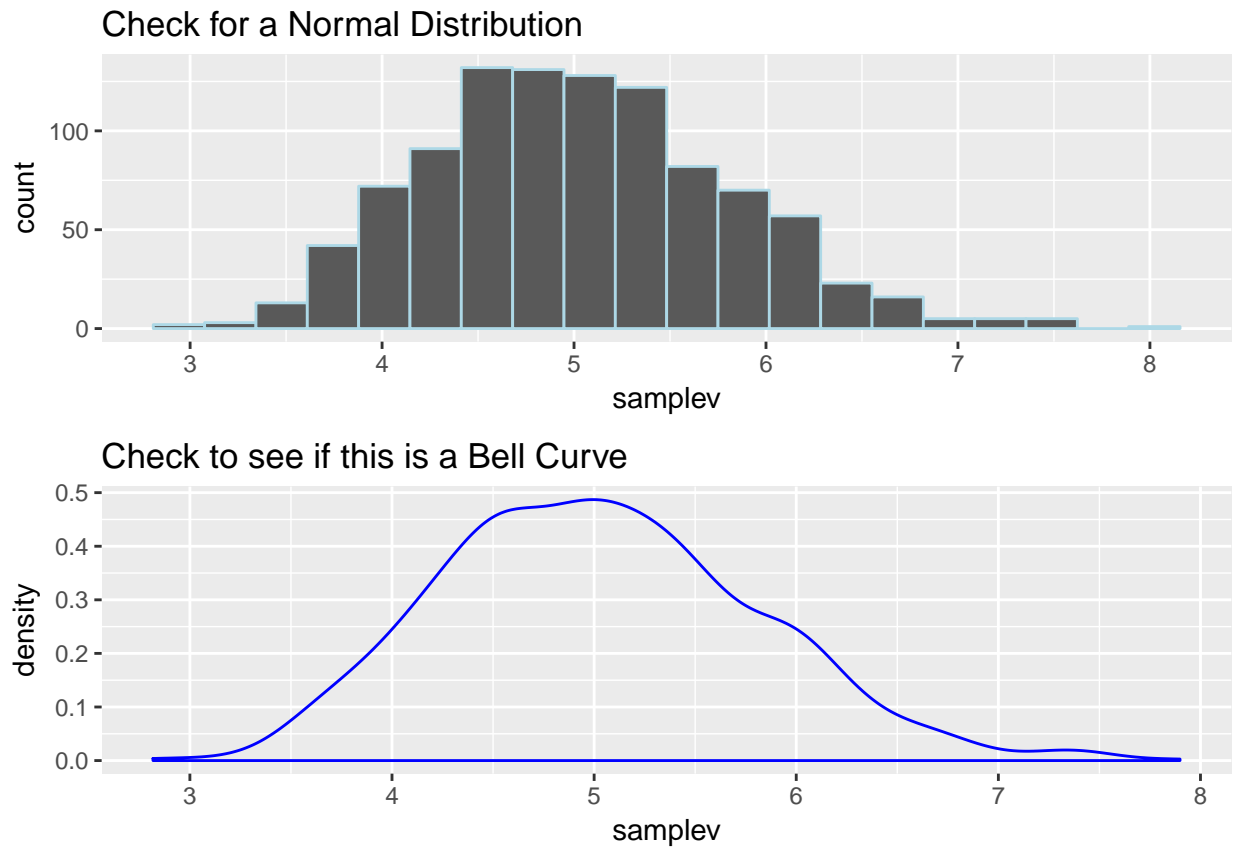 Check for a Normal Distribution
100
50
0
count
3 4 5 6 7 8
samplev
Check to see if this is a Bell Curve
0.5
0.4
0.3
0.2
0.1
0.0
density
3 4 5 6 7 8
samplev